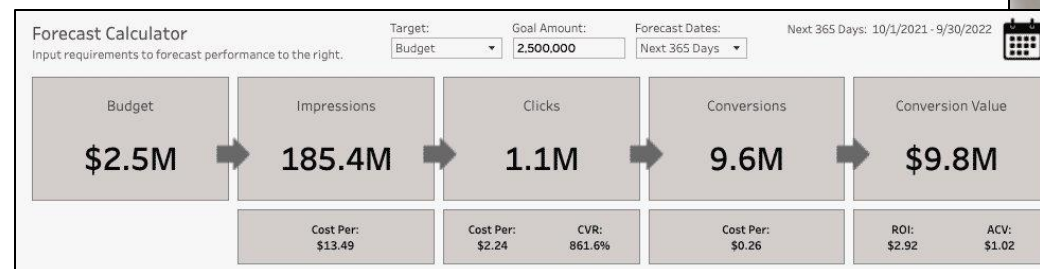 Forecast Calculator
Input requirements to forecast performance to the right.
Target:
Budget
Goal Amount:
2,500,000
Forecast Dates:
Next 365 Days
Next 365 Days: 10/1/2021 - 9/30/2022
Budget
$2.5M
Impressions
185.4M
Clicks
1.1M
Conversions
9.6M
Conversion Value
$9.8M
Cost Per:
$13.49
Cost Per:
$2.24
CVR:
861.6%
Cost Per:
$0.26
ROI:
$2.92
ACV:
$1.02